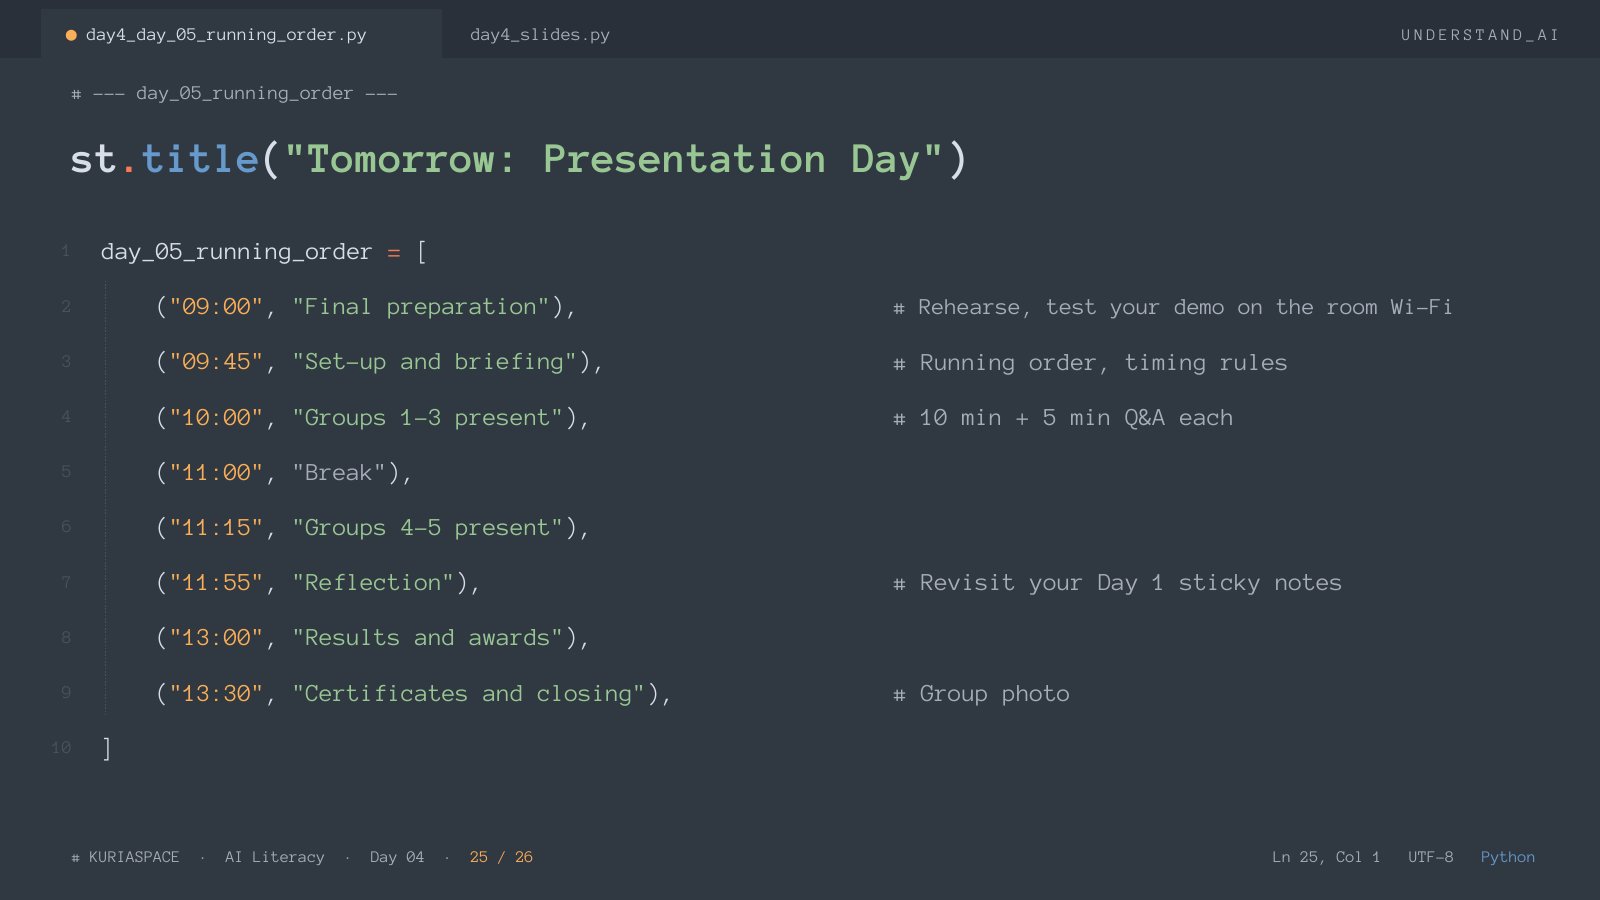 day4_day_05_running_order.py
day4_slides.py
UNDERSTAND_AI
# --- day_05_running_order ---
st.title("Tomorrow: Presentation Day")
1 day_05_running_order = [
2 ("09:00", "Final preparation"), # Rehearse, test your demo on the room Wi-Fi
3 ("09:45", "Set-up and briefing"), # Running order, timing rules
4 ("10:00", "Groups 1-3 present"), # 10 min + 5 min Q&A each
5 ("11:00", "Break"),
6 ("11:15", "Groups 4-5 present"),
7 ("11:55", "Reflection"), # Revisit your Day 1 sticky notes
8 ("13:00", "Results and awards"),
9 ("13:30", "Certificates and closing"), # Group photo
10 ]
# KURIASPACE · AI Literacy · Day 04 · 25 / 26
Ln 25, Col 1 UTF-8 Python